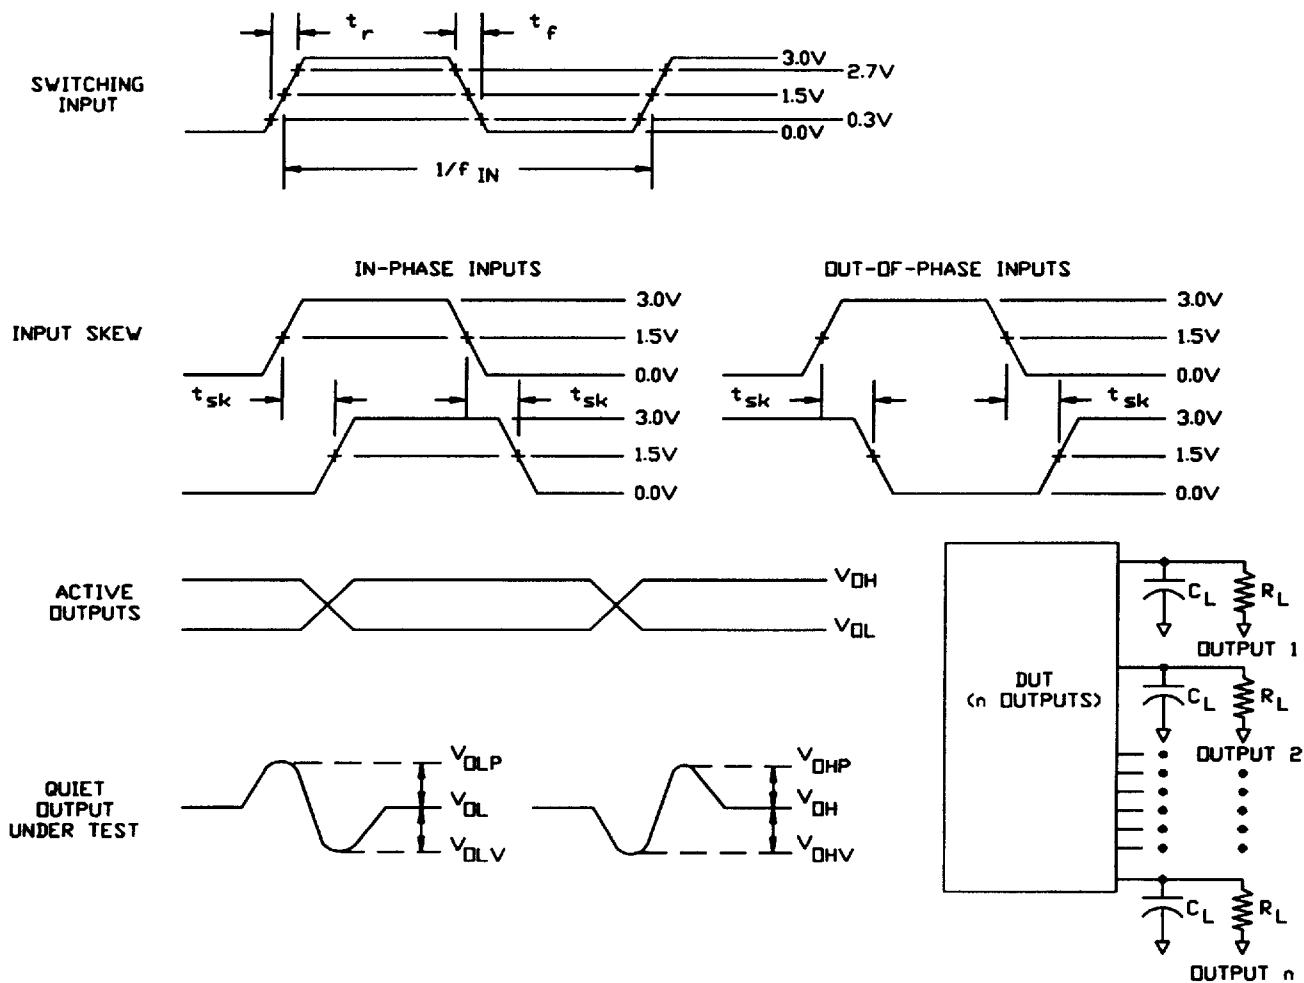 t r
t f
SWITCHING
INPUT
3.0V
2.7V
1.5V
0.3V
0.0V
1/f IN
IN-PHASE INPUTS
OUT-OF-PHASE INPUTS
INPUT SKEW
3.0V
1.5V
0.0V
t sk
t sk
3.0V
1.5V
0.0V
3.0V
1.5V
0.0V
t sk
t sk
3.0V
1.5V
0.0V
ACTIVE
OUTPUTS
V OH
V OL
QUIET
OUTPUT
UNDER TEST
V OLP
V OL
V OLV
V OHP
V OH
V OHV
DUT
(n OUTPUTS)
C L
R L
OUTPUT 1
C L
R L
OUTPUT 2
C L
R L
OUTPUT n